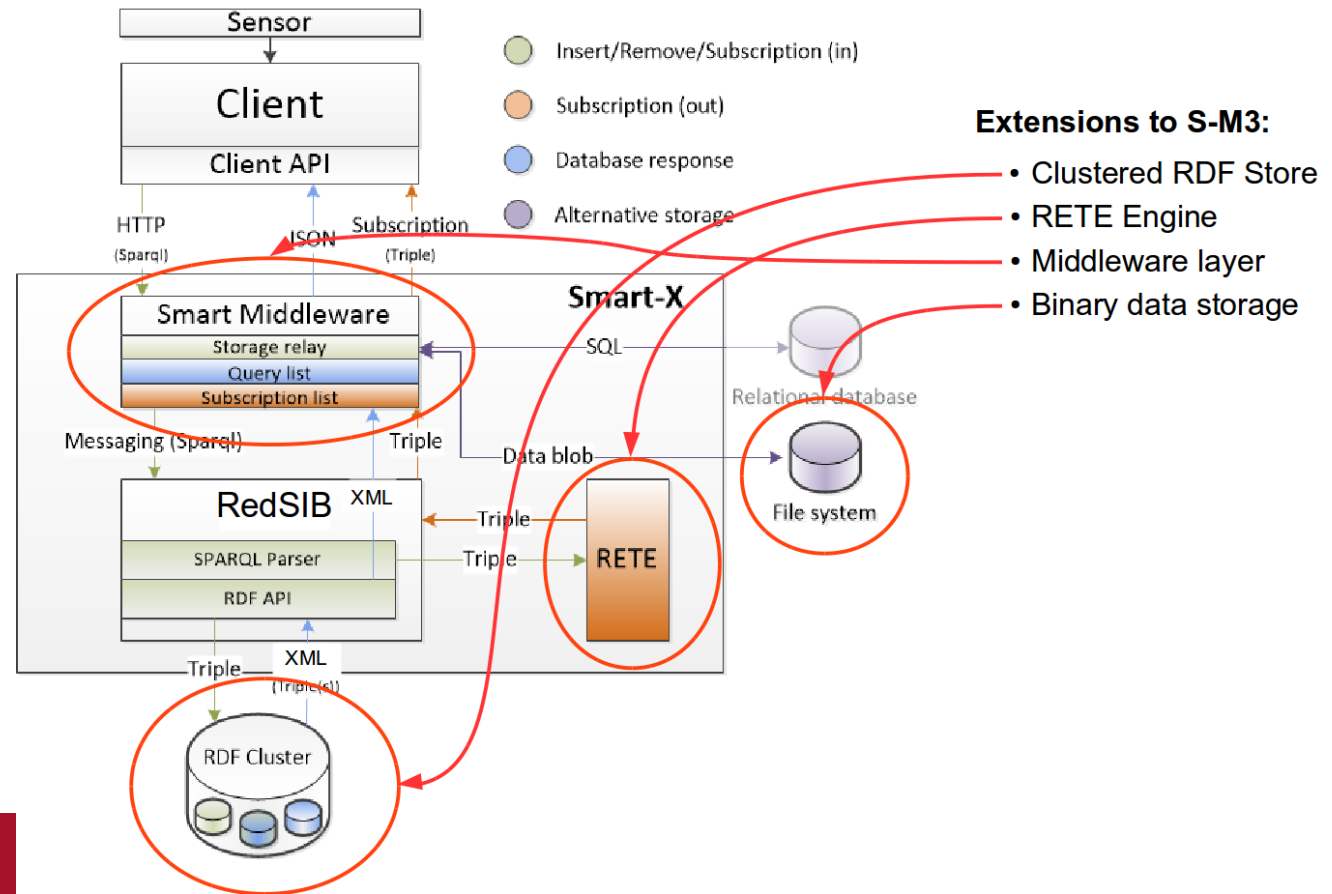 Sensor
Client
Client API
Insert/Remove/Subscription (in)
Subscription (out)
Database response
Alternative storage
Extensions to S-M3:
• Clustered RDF Store
• RETE Engine
• Middleware layer
• Binary data storage
HTTP
(Sparql)
JSON
Subscription
(Triple)
Smart-X
Smart Middleware
Storage relay
Query list
Subscription list
SQL
Relational database
Messaging (Sparql)
Triple
Data blob
File system
RedSIB
XML
SPARQL Parser
RDF API
Triple
Triple
RETE
Triple
XML
(Triple(s))
RDF Cluster